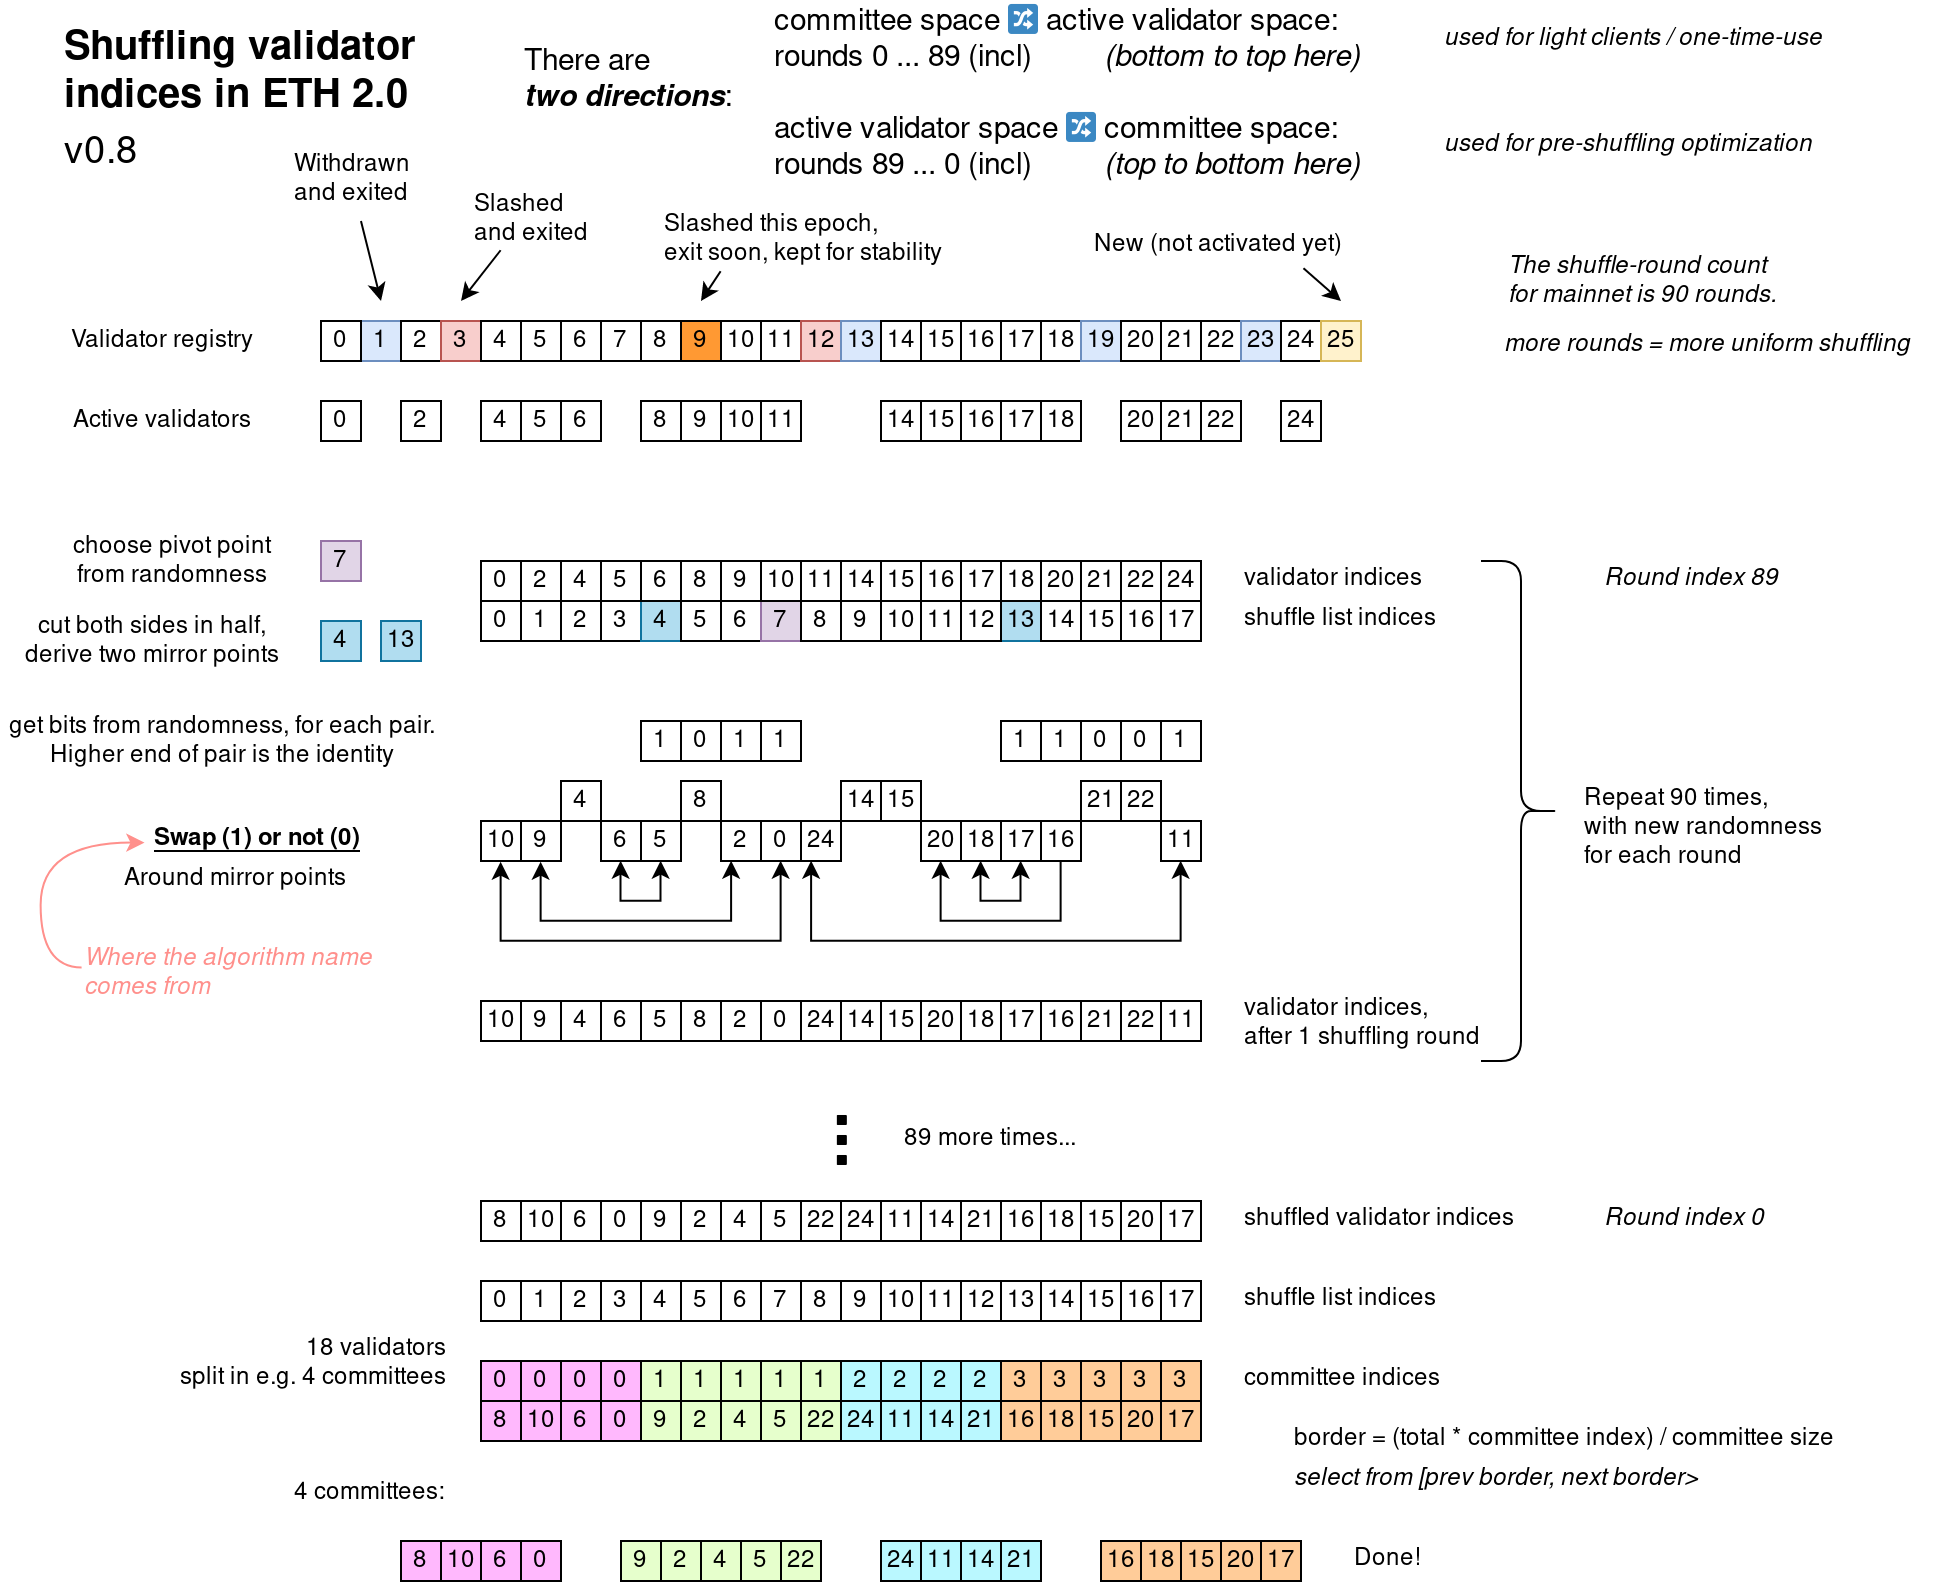 Shuffling validator
indices in ETH 2.0
v0.8
There are
two directions:
committee space 🔀 active validator space:
rounds 0 ... 89 (incl) (bottom to top here)
used for light clients / one-time-use
active validator space 🔀 committee space:
rounds 89 ... 0 (incl) (top to bottom here)
used for pre-shuffling optimization
Withdrawn
and exited
Slashed
and exited
Slashed this epoch,
exit soon, kept for stability
New (not activated yet)
The shuffle-round count
for mainnet is 90 rounds.
more rounds = more uniform shuffling
Validator registry 0 1 2 3 4 5 6 7 8 9 10 11 12 13 14 15 16 17 18 19 20 21 22 23 24 25
Active validators 0 2 4 5 6 8 9 10 11 14 15 16 17 18 20 21 22 24
choose pivot point
from randomness
7
0 2 4 5 6 8 9 10 11 14 15 16 17 18 20 21 22 24 validator indices
Round index 89
0 1 2 3 4 5 6 7 8 9 10 11 12 13 14 15 16 17 shuffle list indices
cut both sides in half,
derive two mirror points
4 13
get bits from randomness, for each pair.
Higher end of pair is the identity
1 0 1 1 1 1 0 0 1
4 8 14 15 21 22
Swap (1) or not (0)
10 9 6 5 2 0 24 20 18 17 16 11
Around mirror points
Where the algorithm name
comes from
Repeat 90 times,
with new randomness
for each round
10 9 4 6 5 8 2 0 24 14 15 20 18 17 16 21 22 11
validator indices,
after 1 shuffling round
89 more times...
8 10 6 0 9 2 4 5 22 24 11 14 21 16 18 15 20 17 shuffled validator indices
Round index 0
0 1 2 3 4 5 6 7 8 9 10 11 12 13 14 15 16 17 shuffle list indices
18 validators
split in e.g. 4 committees
0 0 0 0 1 1 1 1 1 2 2 2 2 3 3 3 3 3 committee indices
8 10 6 0 9 2 4 5 22 24 11 14 21 16 18 15 20 17
border = (total * committee index) / committee size
select from [prev border, next border>
4 committees:
8 10 6 0 9 2 4 5 22 24 11 14 21 16 18 15 20 17 Done!